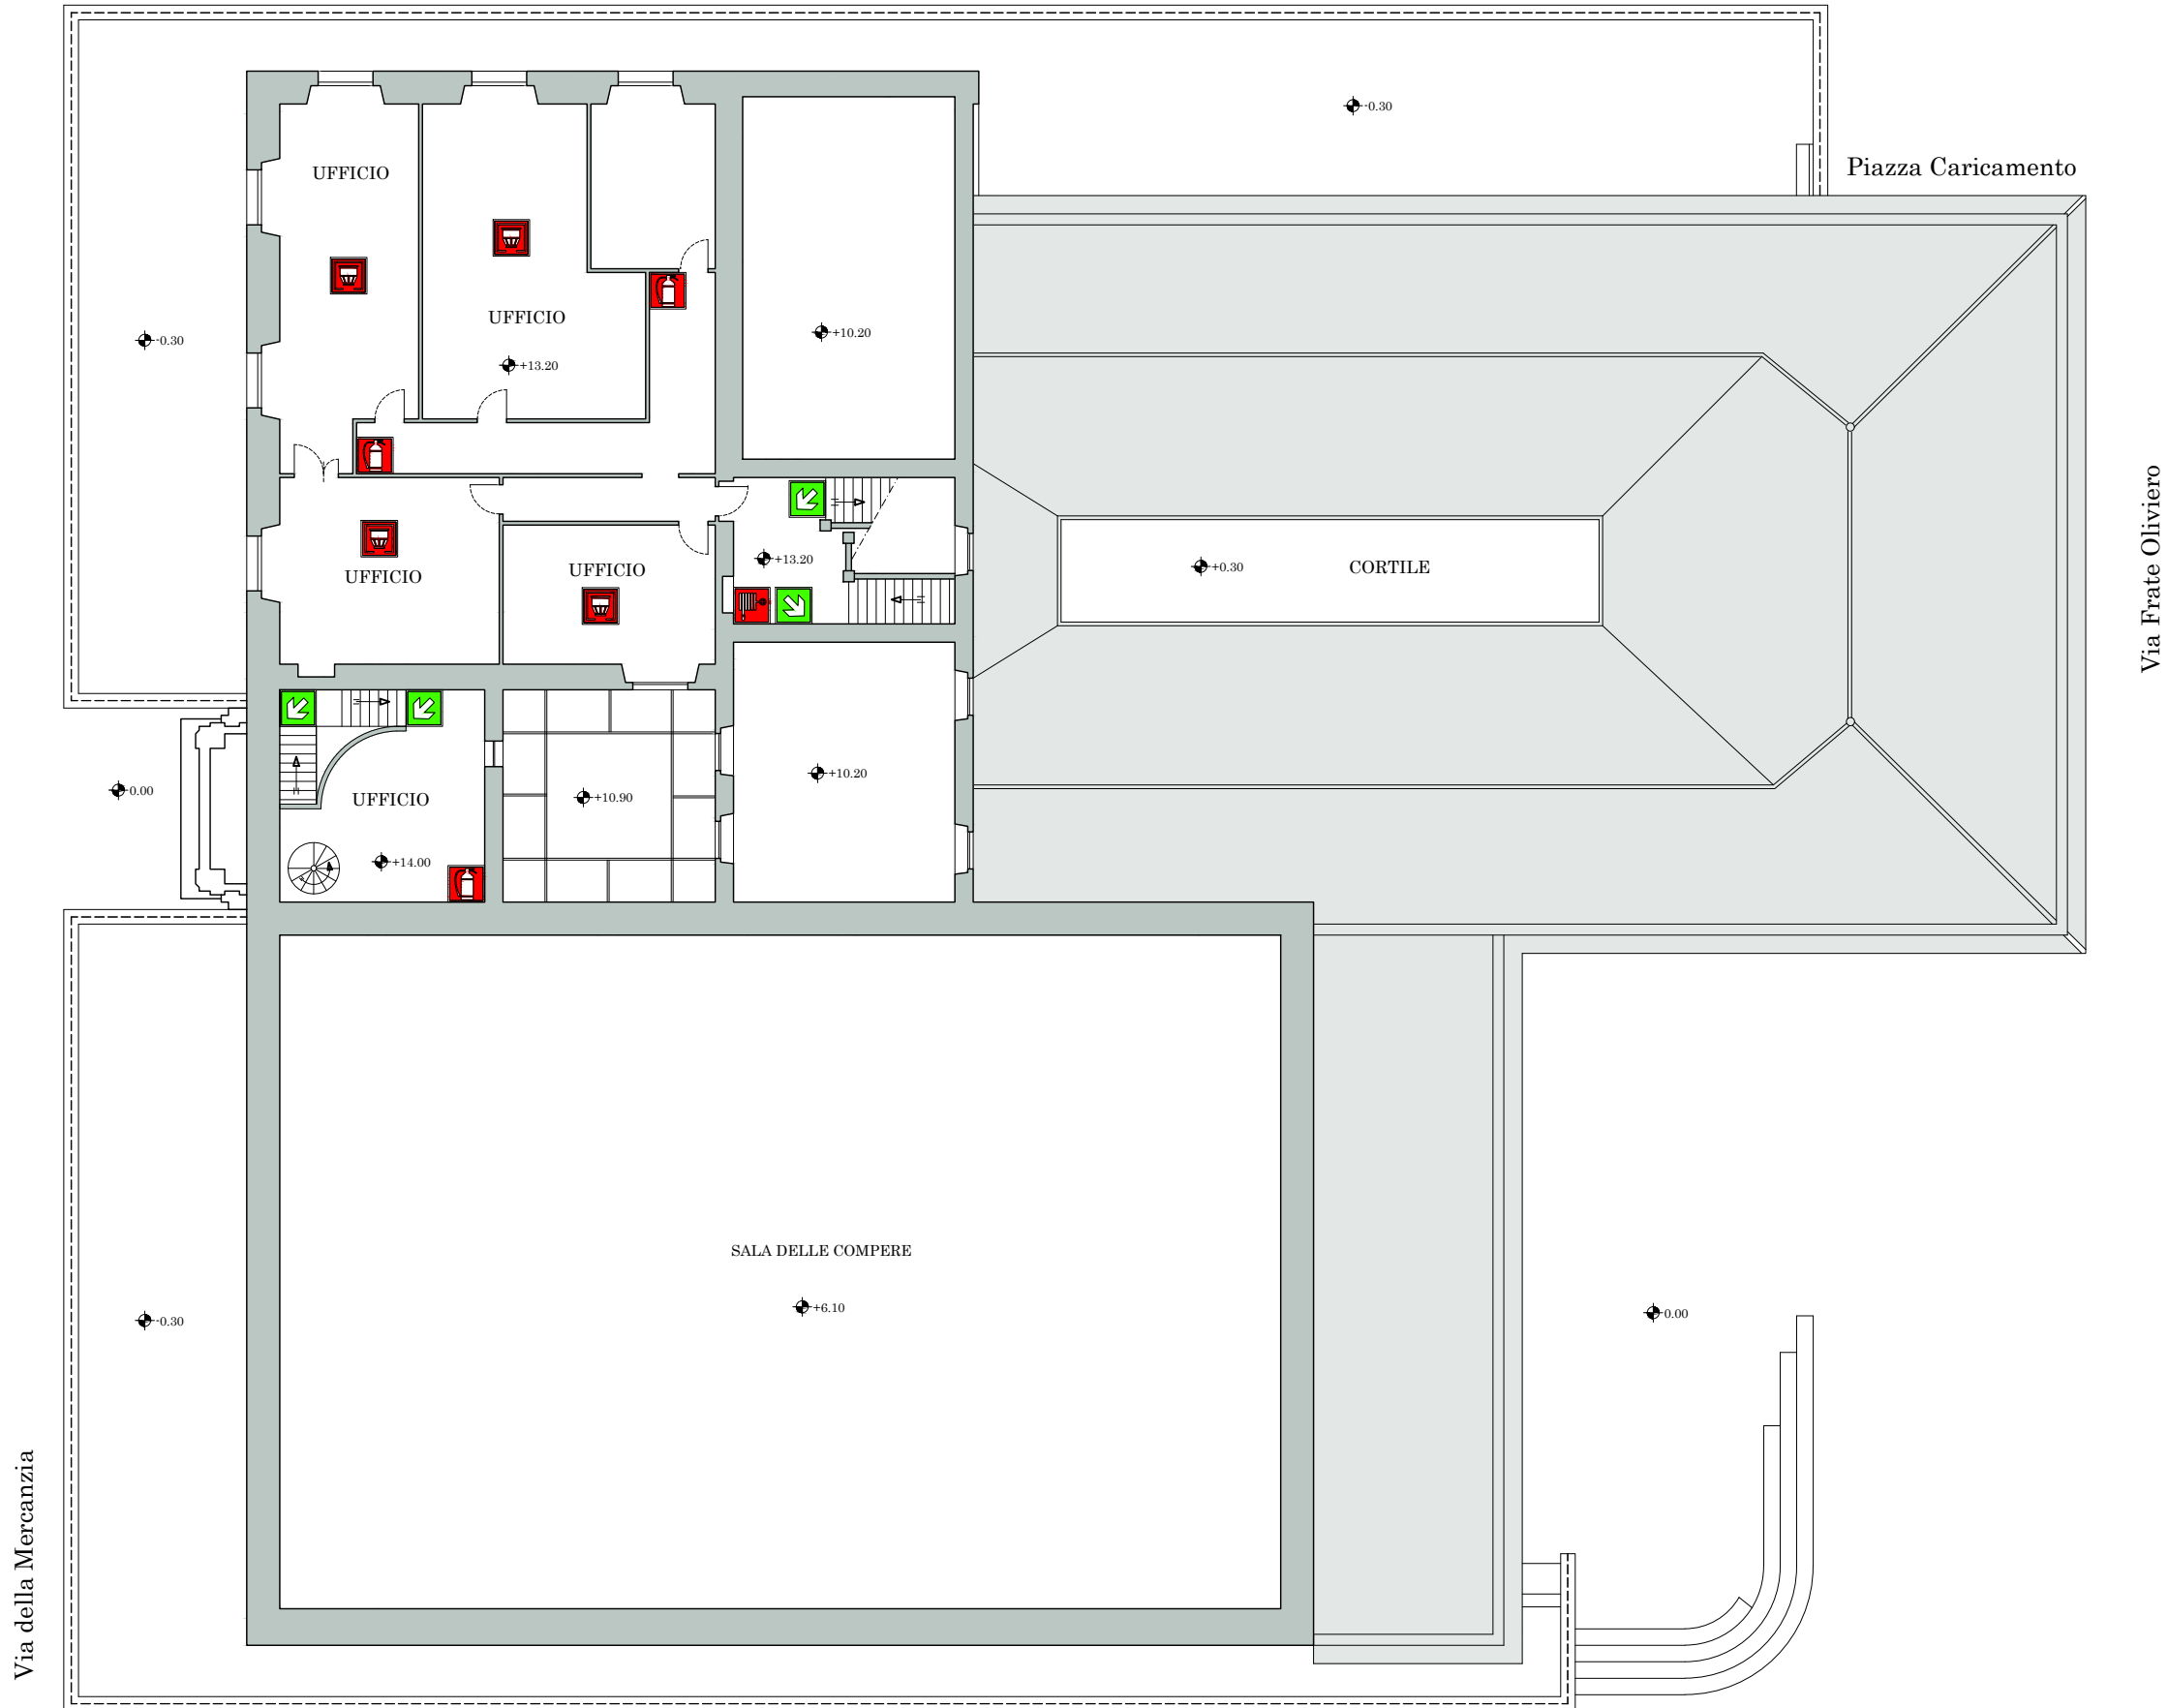 -0.30
Piazza Caricamento
UFFICIO
UFFICIO
+10.20
-0.30
+13.20
Via Frate Oliviero
+13.20
UFFICIO
UFFICIO
+0.30
CORTILE
+10.20
0.00
+10.90
UFFICIO
+14.00
SALA DELLE COMPERE
+6.10
0.00
-0.30
Via della Mercanzia